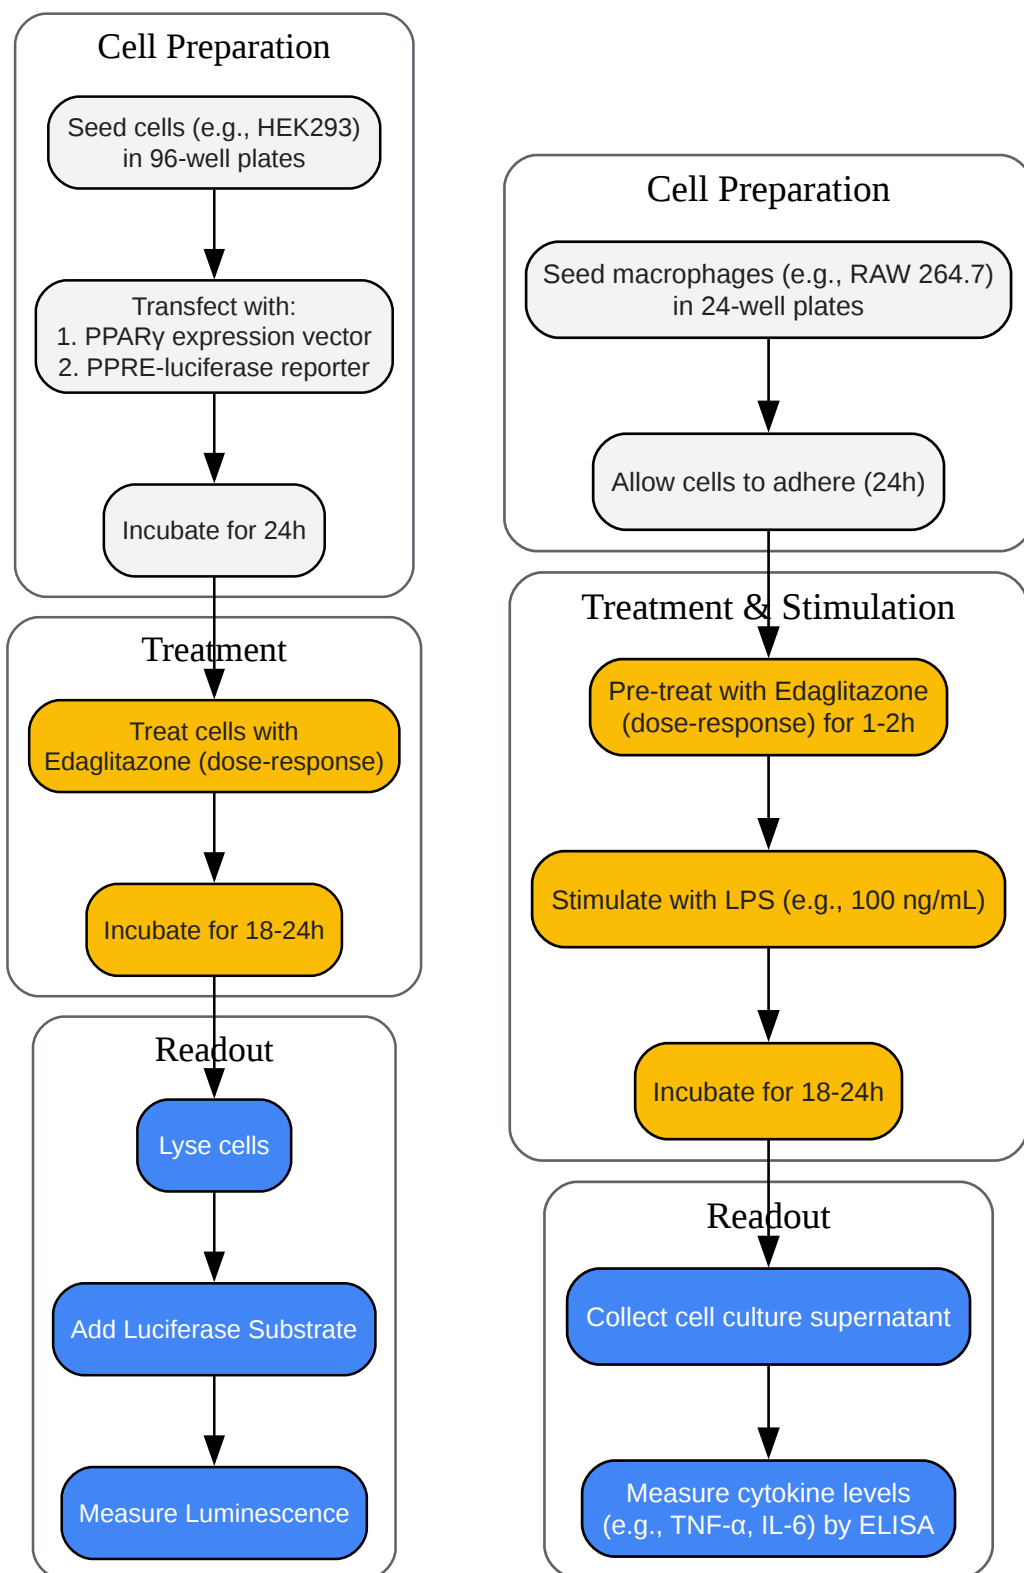 Cell Preparation
Seed cells (e.g., HEK293)
in 96-well plates
Transfect with:
1. PPARγ expression vector
2. PPRE-luciferase reporter
Incubate for 24h
Treatment
Treat cells with
Edaglitazone (dose-response)
Incubate for 18-24h
Readout
Lyse cells
Add Luciferase Substrate
Measure Luminescence
Cell Preparation
Seed macrophages (e.g., RAW 264.7)
in 24-well plates
Allow cells to adhere (24h)
Treatment & Stimulation
Pre-treat with Edaglitazone
(dose-response) for 1-2h
Stimulate with LPS (e.g., 100 ng/mL)
Incubate for 18-24h
Readout
Collect cell culture supernatant
Measure cytokine levels
(e.g., TNF-α, IL-6) by ELISA